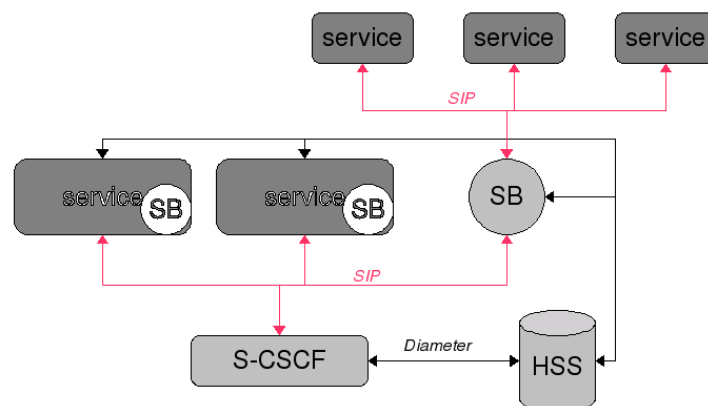 service
service
service
SIP
service
SB
service
SB
SB
SIP
S-CSCF
Diameter
HSS